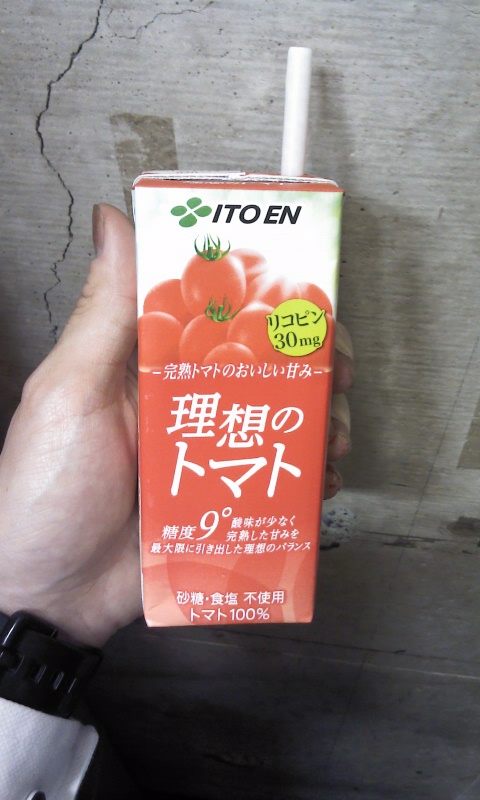 ITO EN
リコピン
30mg
完熟トマトのおいしい甘み
理想の
トマト
糖度9°
酸味が少なく
完熟した甘みを
最大限に引き出した理想のバランス
砂糖・食塩 不使用
トマト100%